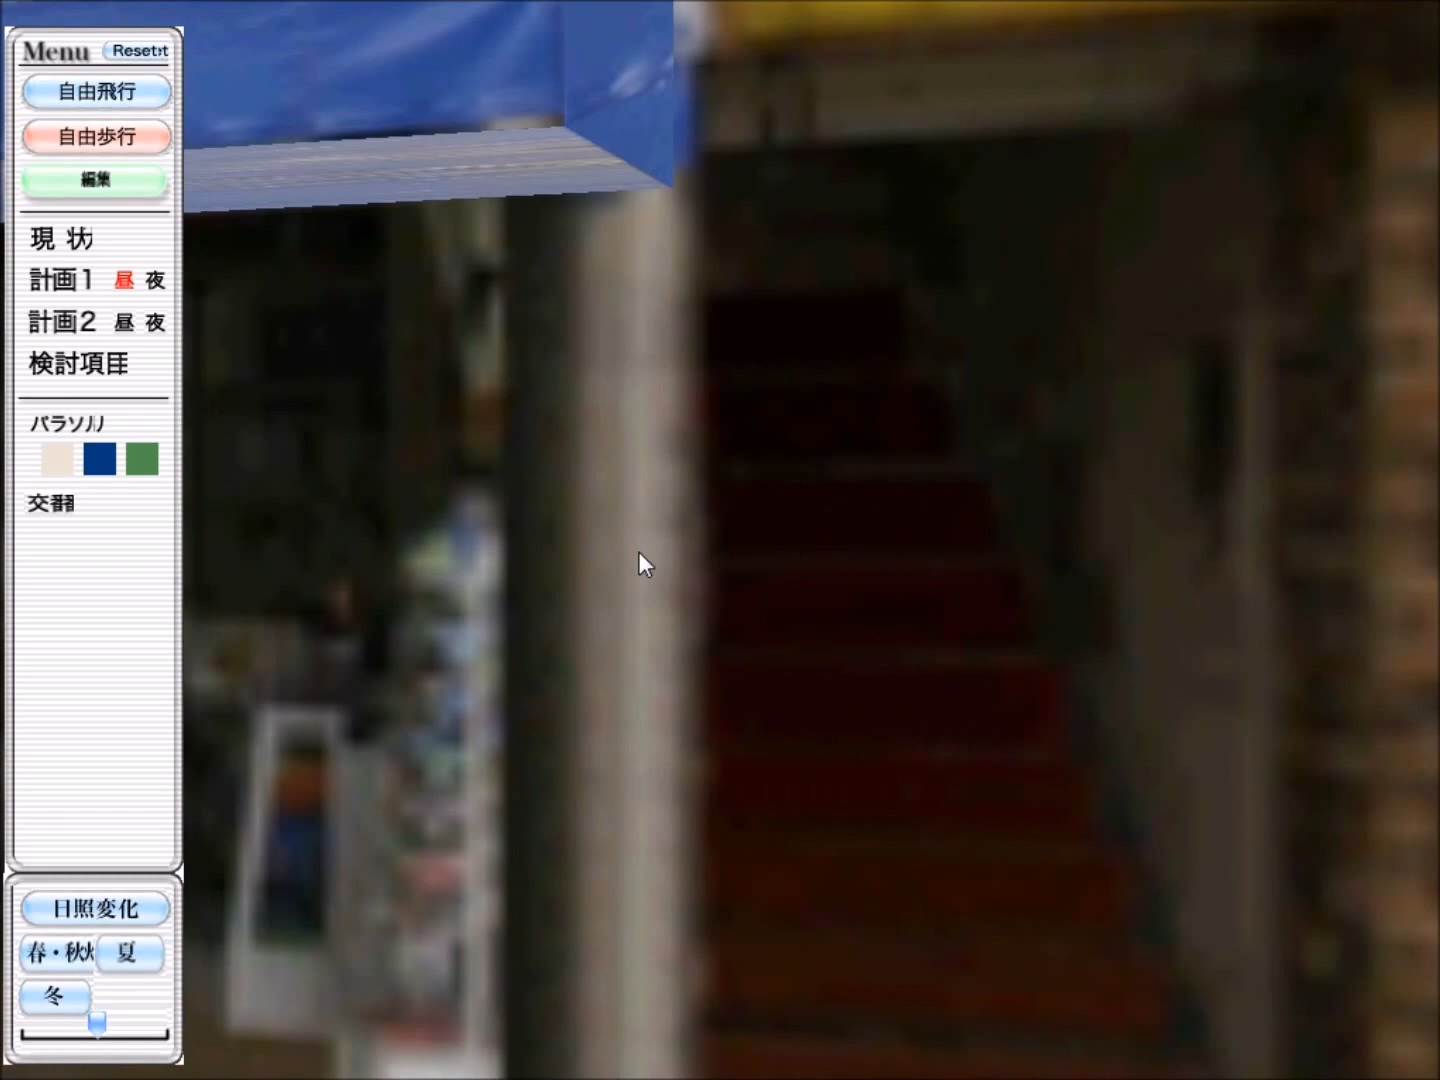 Menu Reset
自由飛行
自由歩行
編集
現 状
計画1 昼 夜
計画2 昼 夜
検討項目
パラソル
交番
日照変化
春・秋 夏
冬